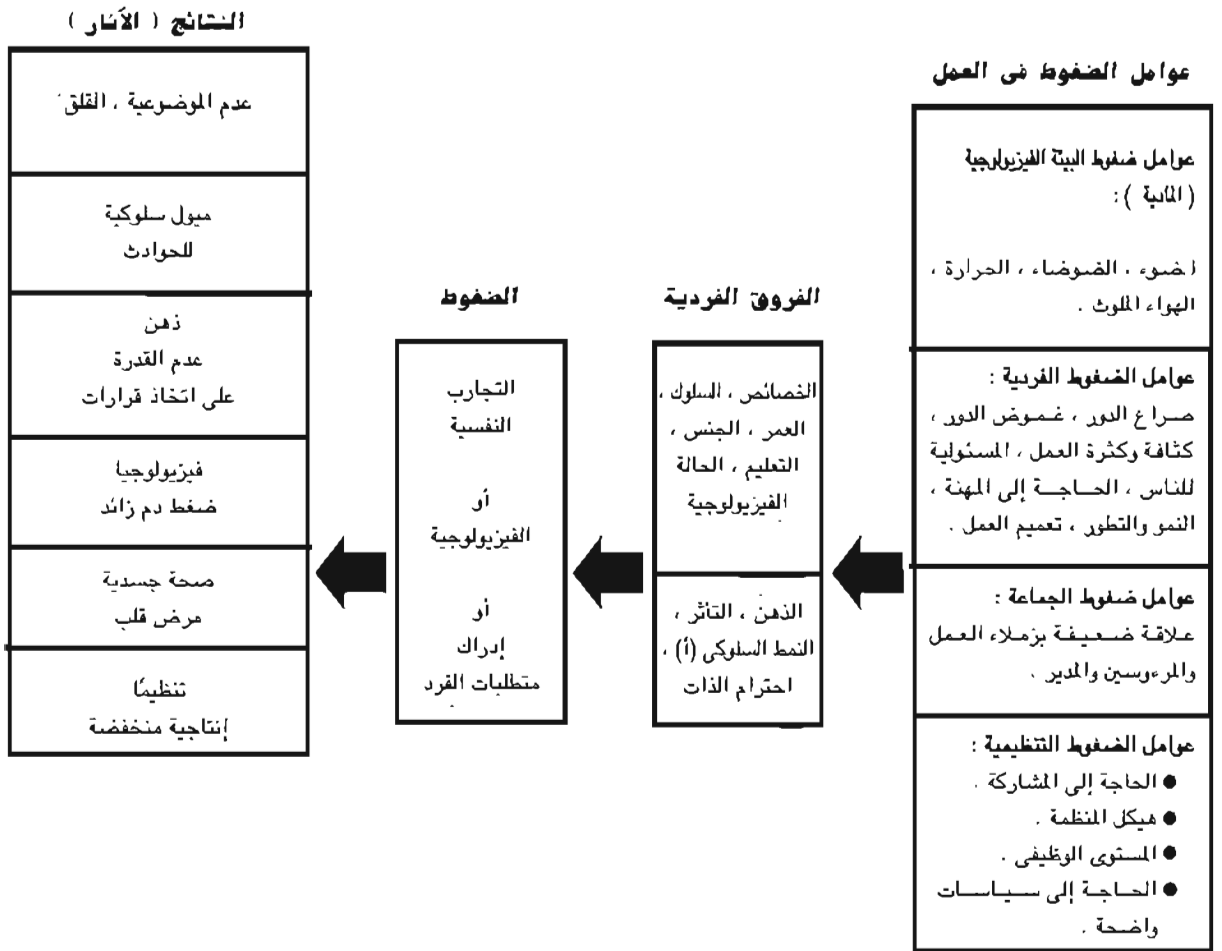 عوامل الضغوط فى العمل
عوامل ضغوط البيئة الفيزيولوجية
( المادية ) :
لضوء ، الضوضاء ، الحرارة ،
الهواء الملوث .
عوامل الضغوط الفردية :
صراع الدور ، غموض الدور ،
كثافة وكثرة العمل ، المسئولية
للناس ، الحاجة إلى المهنة ،
النمو والتطور ، تعميم العمل .
عوامل ضغوط الجماعة :
علاقة ضعيفة بزملاء العمل
والمرءوسين والمدير .
عوامل الضغوط التنظيمية :
● الحاجة إلى المشاركة .
● هيكل المنظمة .
● المستوى الوظيفى .
● الحاجة إلى سياسات
واضحة .
الفروق الفردية
الخصائص ، السلوك ،
العمر ، الجنس ،
التعليم ، الحالة
الفيزيولوجية
الذهن ، التأثر ،
النمط السلوكى (أ) ،
احترام الذات
الضغوط
التجارب
النفسية
أو
الفيزيولوجية
أو
إدراك
متطلبات الفرد
النتائج ( الآثار )
عدم الموضوعية ، القلق
ميول سلوكية
للحوادث
ذهن
عدم القدرة
على اتخاذ قرارات
فيزيولوجيا
ضغط دم زائد
صحة جسدية
مرض قلب
تنظيمًا
إنتاجية منخفضة